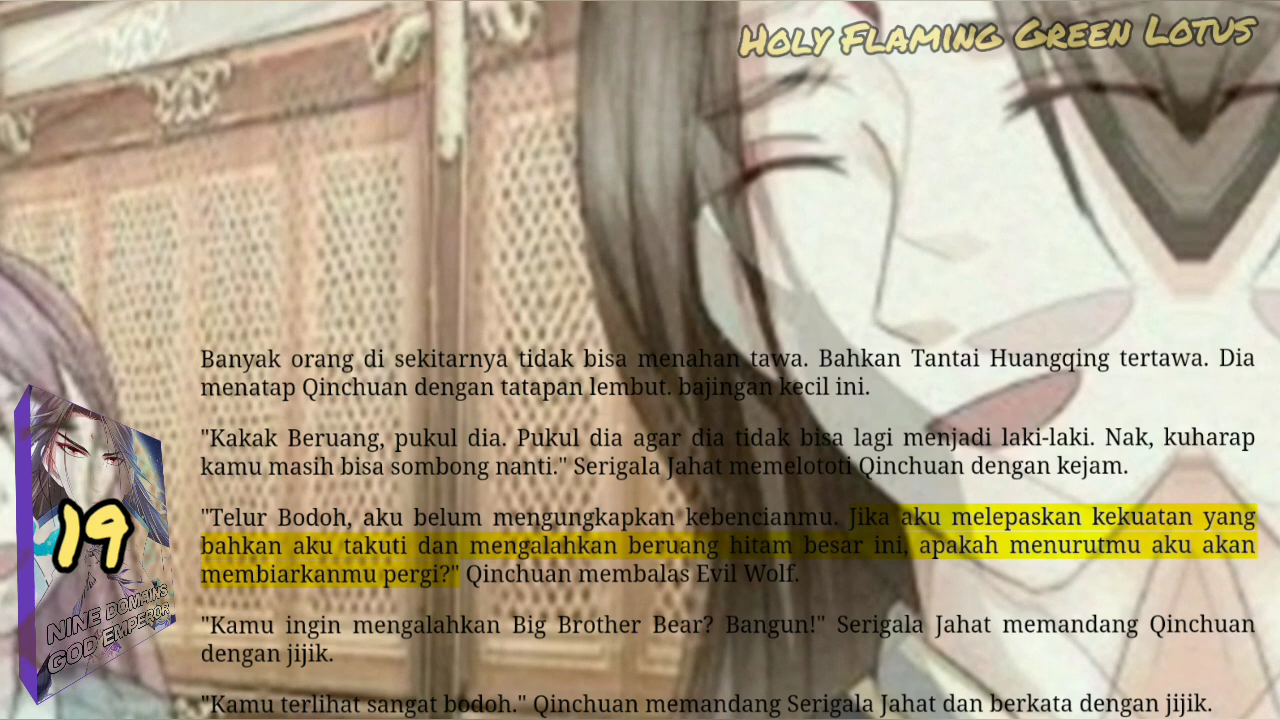 Holy Flaming Green Lotus
Banyak orang di sekitarnya tidak bisa menahan tawa. Bahkan Tantai Huangqing tertawa. Dia
menatap Qinchuan dengan tatapan lembut. bajingan kecil ini.
"Kakak Beruang, pukul dia. Pukul dia agar dia tidak bisa lagi menjadi laki-laki. Nak, kuharap
kamu masih bisa sombong nanti." Serigala Jahat memelototi Qinchuan dengan kejam.
"Telur Bodoh, aku belum mengungkapkan kebencianmu. Jika aku melepaskan kekuatan yang
bahkan aku takuti dan mengalahkan beruang hitam besar ini, apakah menurutmu aku akan
membiarkanmu pergi?" Qinchuan membalas Evil Wolf.
"Kamu ingin mengalahkan Big Brother Bear? Bangun!" Serigala Jahat memandang Qinchuan
dengan jijik.
"Kamu terlihat sangat bodoh." Qinchuan memandang Serigala Jahat dan berkata dengan jijik.
19
NINE DOMAINS
GOD EMPEROR